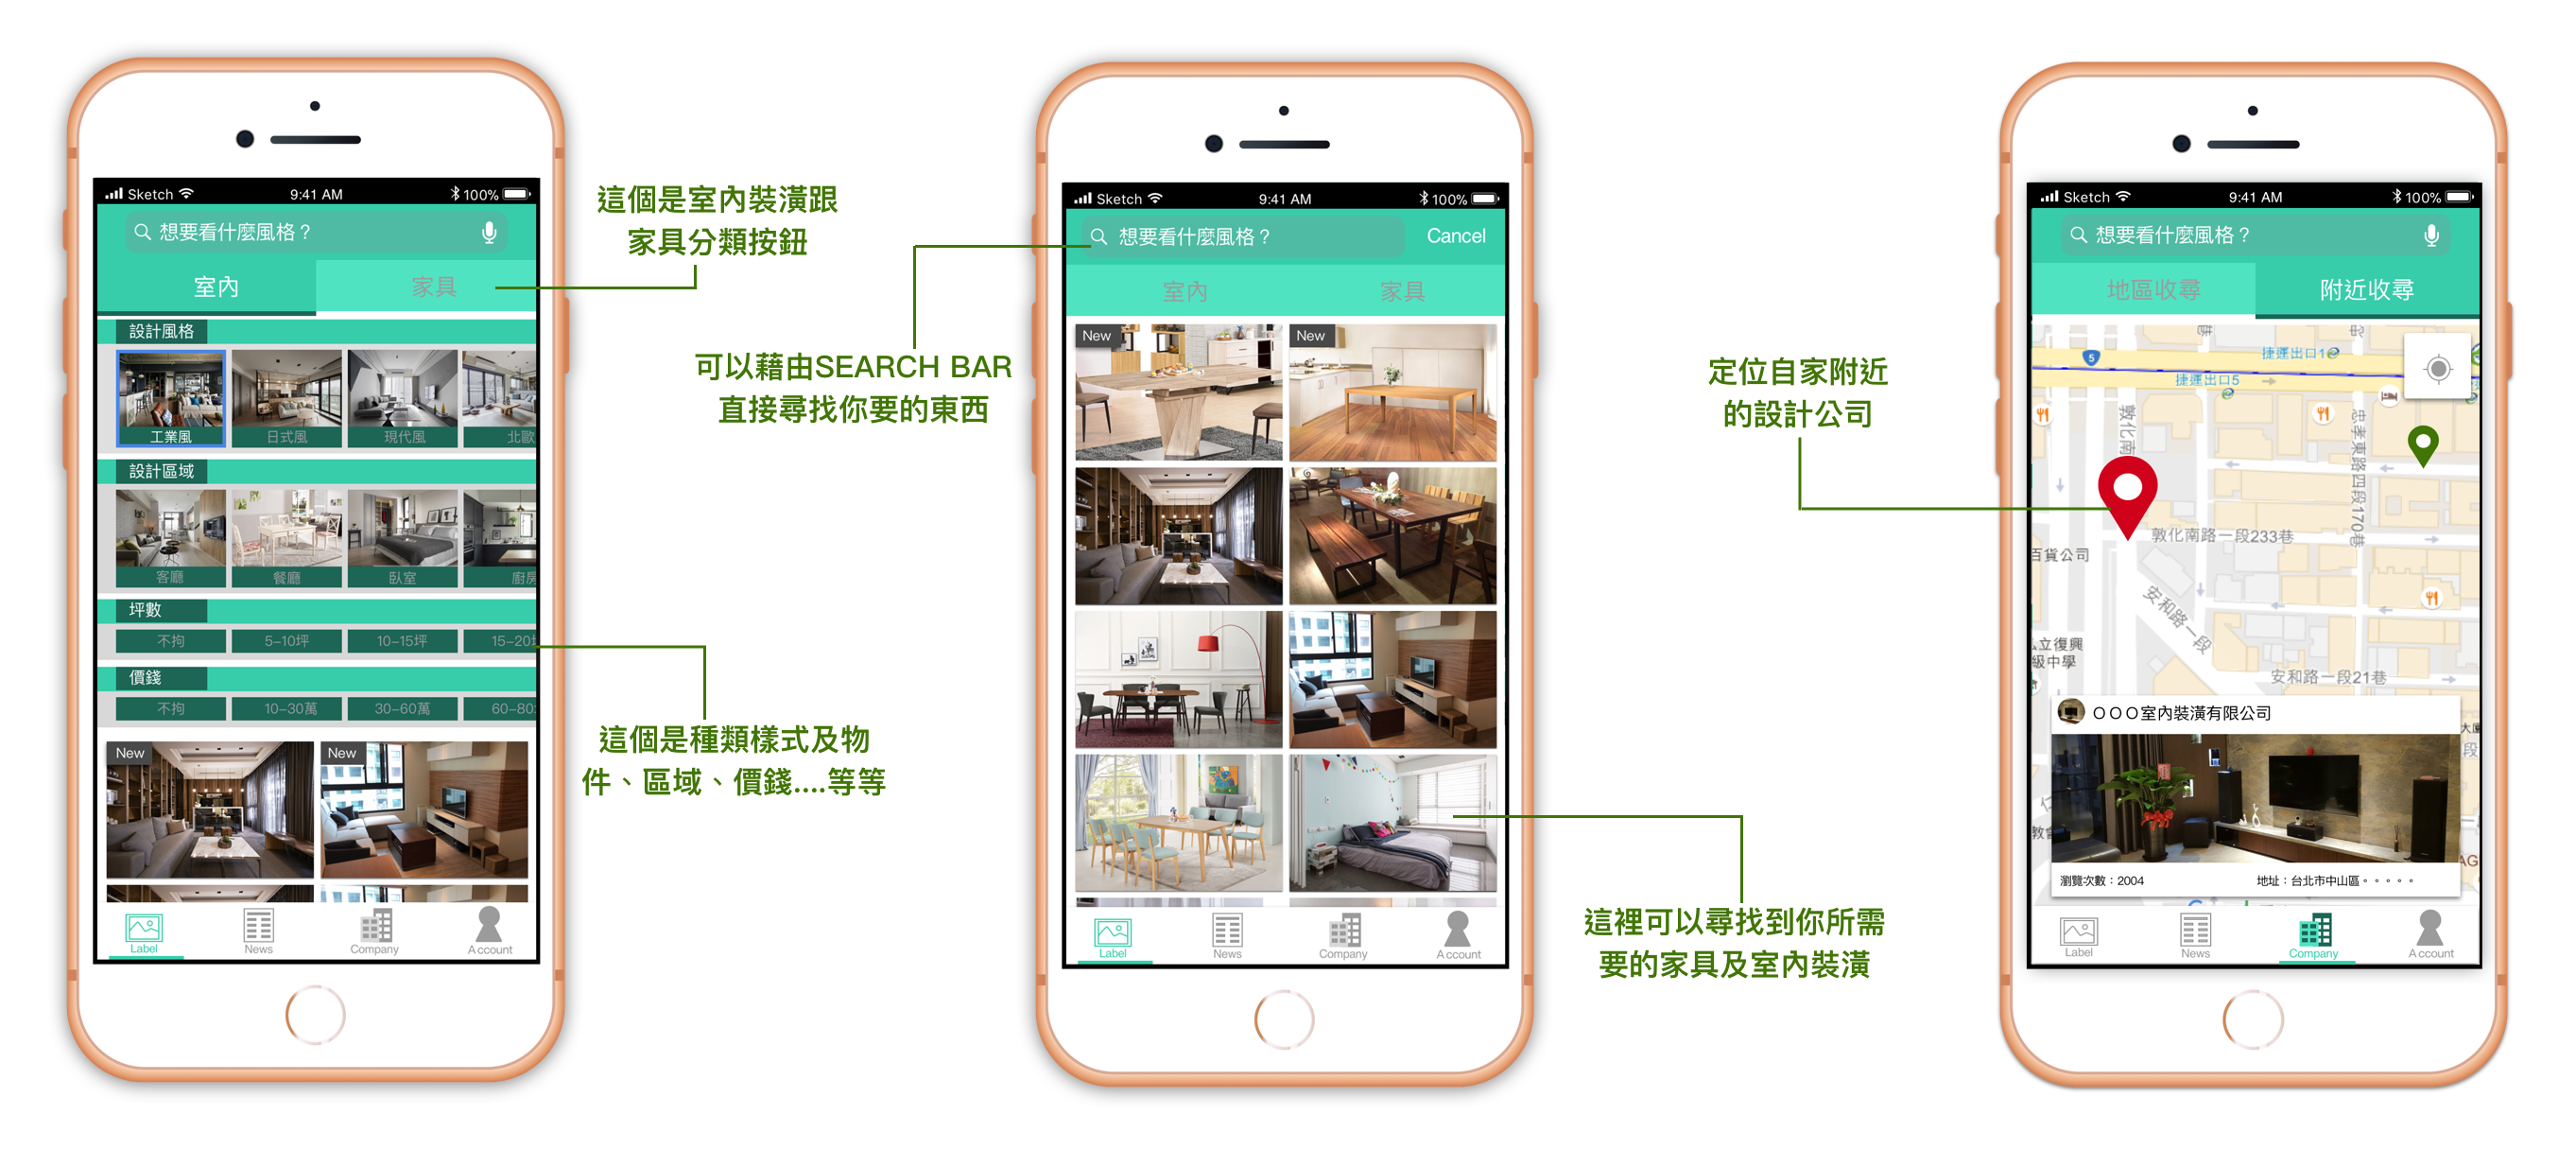 Sketch 9:41 AM 100%
想要看什麼風格？
室內 家具
設計風格
工業風 日式風 現代風 北歐
設計區域
客廳 餐廳 臥室 廚房
坪數
不拘 5-10坪 10-15坪 15-20
價錢
不拘 10-30萬 30-60萬 60-80
New New
Label News Company Account
這個是室內裝潢跟
家具分類按鈕
可以藉由SEARCH BAR
直接尋找你要的東西
這個是種類樣式及物
件、區域、價錢....等等
Sketch 9:41 AM 100%
想要看什麼風格？ Cancel
室內 家具
New New
Label News Company Account
這裡可以尋找到你所需
要的家具及室內裝潢
定位自家附近
的設計公司
Sketch 9:41 AM 100%
想要看什麼風格？
地區收尋 附近收尋
5
捷運出口1
捷運出口5
敦化南
忠孝東路四段170巷
敦化南路一段233巷
百貨公司
安和路一段
立復興
級中學
安和路一段21巷
ＯＯＯ室內裝潢有限公司
段
教會
AG
瀏覽次數：2004 地址：台北市中山區。。。。。
Label News Company Account